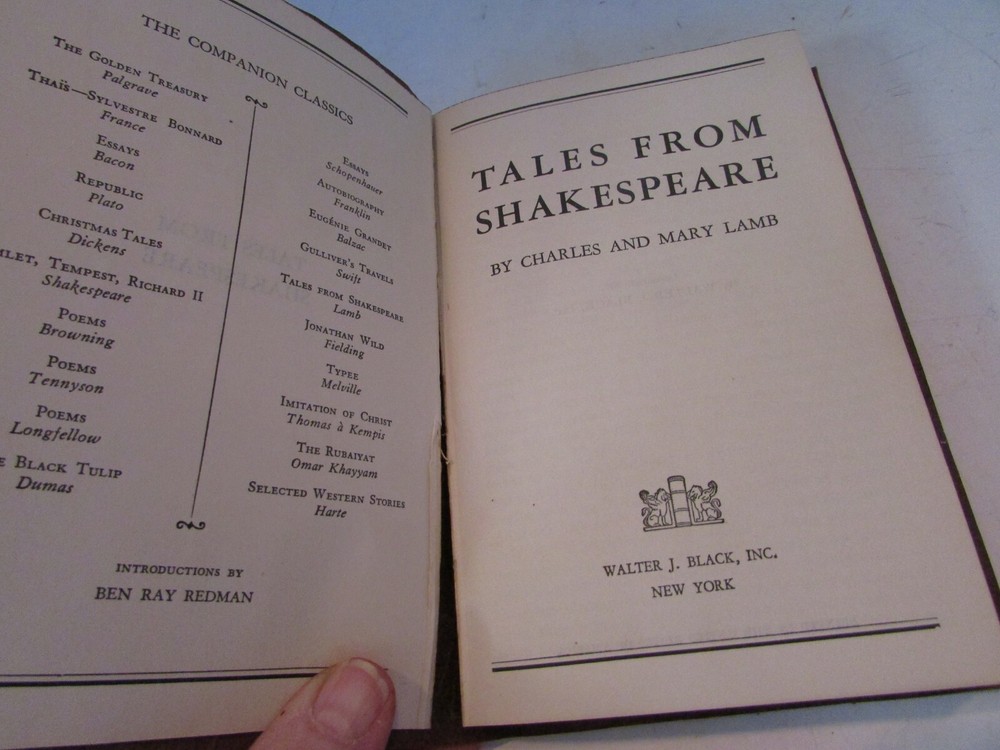 THE COMPANION CLASSICS
THE GOLDEN TREASURY
Palgrave
THAÏS—SYLVESTRE BONNARD
France
ESSAYS
Bacon
REPUBLIC
Plato
CHRISTMAS TALES
Dickens
TEMPEST, RICHARD II
Shakespeare
POEMS
Browning
POEMS
Tennyson
POEMS
Longfellow
BLACK TULIP
Dumas
ESSAYS
Schopenhauer
AUTOBIOGRAPHY
Franklin
EUGÉNIE GRANDET
Balzac
GULLIVER'S TRAVELS
Swift
TALES FROM SHAKESPEARE
Lamb
JONATHAN WILD
Fielding
TYPEE
Melville
IMITATION OF CHRIST
Thomas à Kempis
THE RUBAIYAT
Omar Khayyam
SELECTED WESTERN STORIES
Harte
INTRODUCTIONS BY
BEN RAY REDMAN
TALES FROM
SHAKESPEARE
BY CHARLES AND MARY LAMB
WALTER J. BLACK, INC.
NEW YORK